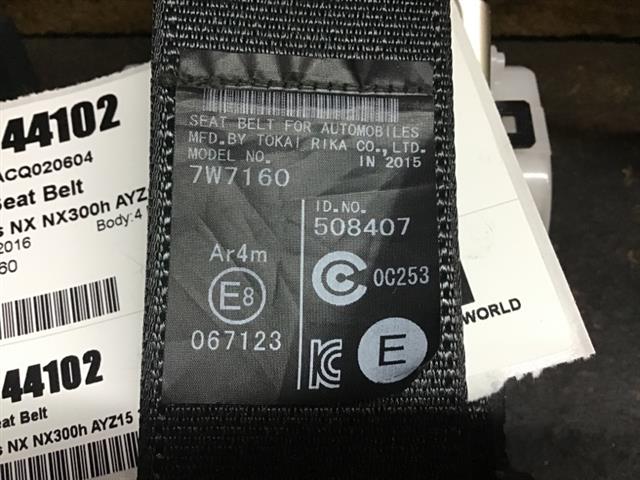 44102
ACQ020604
Seat Belt
s NX NX300h AYZ
2016
Body:4
60
44102
eat Belt
s NX NX300h AYZ15
SEAT BELT FOR AUTOMOBILES
MFD.BY TOKAI RIKA CO.,LTD.
MODEL NO. IN 2015
7W7160
ID.NO.
508407
Ar4m
E8
067123
CCC 0C253
KC
E
WORLD